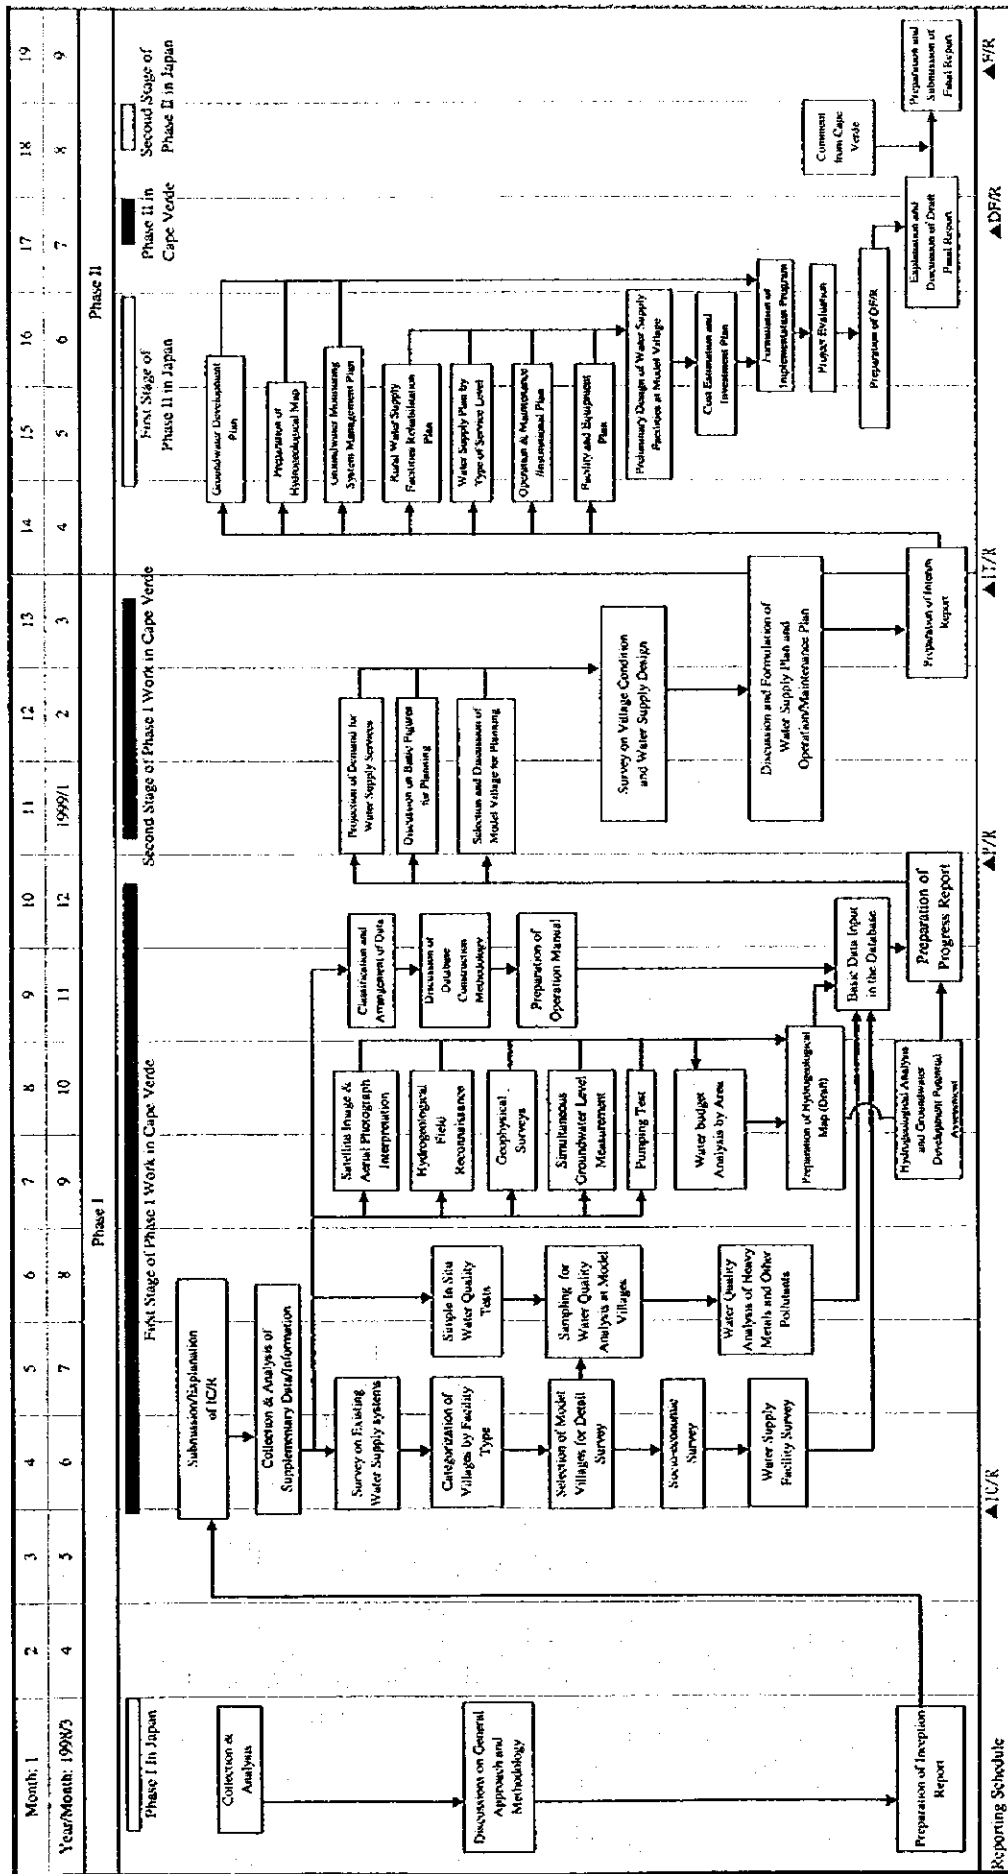 Month: 1 2 3 4 5 6 7 8 9 10 11 12 13 14 15 16 17 18 19
Year/Month: 1998/3 4 5 6 7 8 9 10 11 12 1999/1 2 3 4 5 6 7 8 9
Phase I
Phase II
Phase I In Japan
First Stage of Phase I Work in Cape Verde
Second Stage of Phase I Work in Cape Verde
First Stage of
Phase II in Japan
Phase II in
Cape Verde
Second Stage of
Phase II in Japan
Collection &
Analysis
Discussions on General
Approach and
Methodology
Preparation of Inception
Report
Submission/Explanation
of IC/R
Collection & Analysis of
Supplementary Data/Information
Survey on Existing
Water Supply systems
Categorization of
Villages by Facility
Type
Selection of Model
Villages for Detail
Survey
Socio-economic
Survey
Water Supply
Facility Survey
Simple In Situ
Water Quality
Tests
Sampling for
Water Quality
Analysis at Model
Villages
Water Quality
Analysis of Heavy
Metals and Other
Pollutants
Satellite Image &
Aerial Photograph
Interpretation
Hydrogeological
Field
Reconnaissance
Geophysical
Surveys
Simultaneous
Groundwater Level
Measurement
Pumping Test
Water budget
Analysis by Area
Preparation of Hydrogeological
Map (Draft)
Hydrogeological Analysis
and Groundwater
Development Potential
Assessment
Classification and
Arrangement of Data
Discussion of
Database
Construction
Methodology
Preparation of
Operation Manual
Basic Data Input
in the Database
Preparation of
Progress Report
Projection of Demand for
Water Supply Services
Discussion on Basic Figures
for Planning
Selection and Discussion of
Model Village for Planning
Survey on Village Condition
and Water Supply Design
Discussion and Formulation of
Water Supply Plan and
Operation/Maintenance Plan
Preparation of Interim
Report
Groundwater Development
Plan
Preparation of
Hydrogeological Map
Groundwater Monitoring
System Management Plan
Rural Water Supply
Facilities Rehabilitation
Plan
Water Supply Plan by
Type of Service Level
Operation & Maintenance
/Institutional Plan
Facility and Equipment
Plan
Preliminary Design of Water Supply
Facilities at Model Village
Cost Estimation and
Investment Plan
Formulation of
Implementation Program
Project Evaluation
Preparation of DF/R
Explanation and
Discussion of Draft
Final Report
Comment
from Cape
Verde
Preparation and
Submission of
Final Report
Reporting Schedule
▲IC/R
▲P/R
▲IT/R
▲DF/R
▲F/R